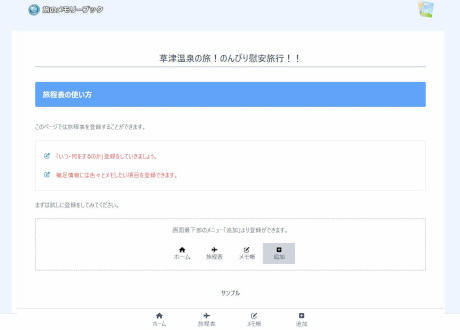 旅のメモリーブック
草津温泉の旅！のんびり慰安旅行！！
旅程表の使い方
このページでは旅程表を登録することができます。
「いつ・何をするのか」登録をしていきましょう。
補足情報には色々とメモしたい項目を登録できます。
まずは試しに登録をしてみてください。
画面最下部のメニュー「追加」より登録ができます。
ホーム 旅程表 メモ帳 追加
サンプル
ホーム 旅程表 メモ帳 追加